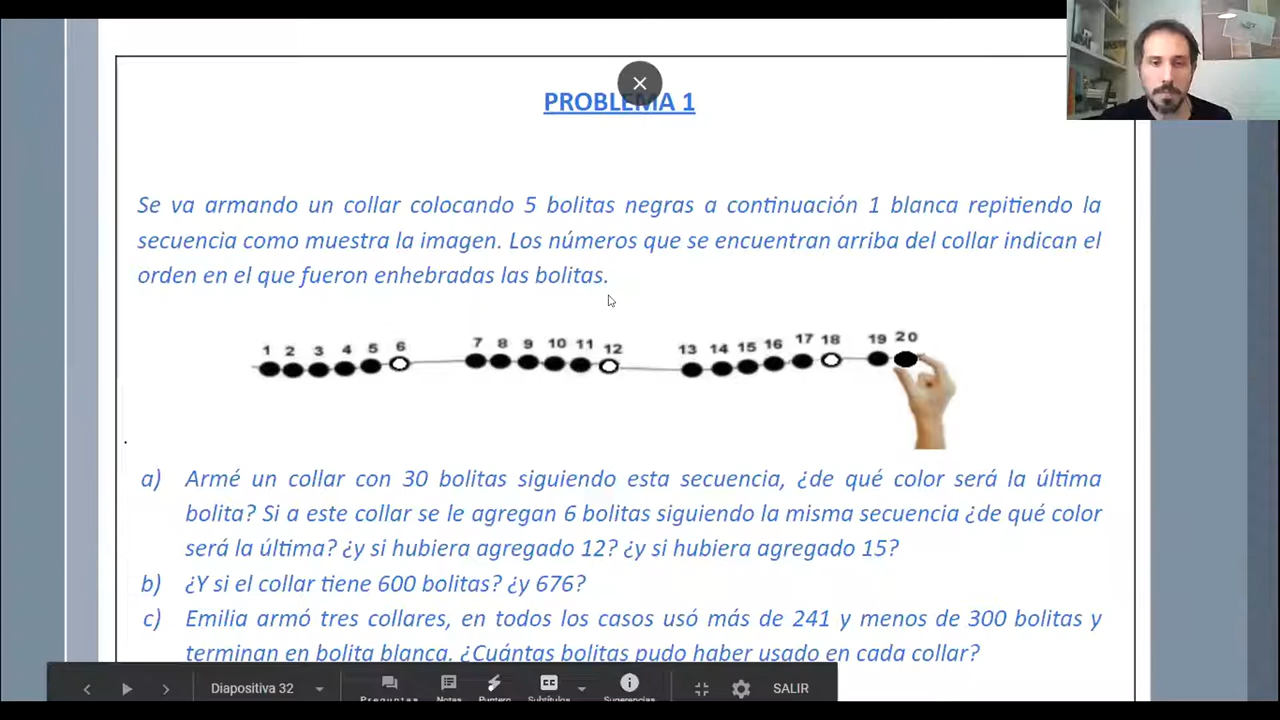 PROBLEMA 1
Se va armando un collar colocando 5 bolitas negras a continuación 1 blanca repitiendo la
secuencia como muestra la imagen. Los números que se encuentran arriba del collar indican el
orden en el que fueron enhebradas las bolitas.
1 2 3 4 5 6 7 8 9 10 11 12 13 14 15 16 17 18 19 20
.
a) Armé un collar con 30 bolitas siguiendo esta secuencia, ¿de qué color será la última
bolita? Si a este collar se le agregan 6 bolitas siguiendo la misma secuencia ¿de qué color
será la última? ¿y si hubiera agregado 12? ¿y si hubiera agregado 15?
b) ¿Y si el collar tiene 600 bolitas? ¿y 676?
c) Emilia armó tres collares, en todos los casos usó más de 241 y menos de 300 bolitas y
terminan en bolita blanca. ¿Cuántas bolitas pudo haber usado en cada collar?
Diapositiva 32 Preguntas Notas Puntero CC Subtítulos Sugerencias SALIR